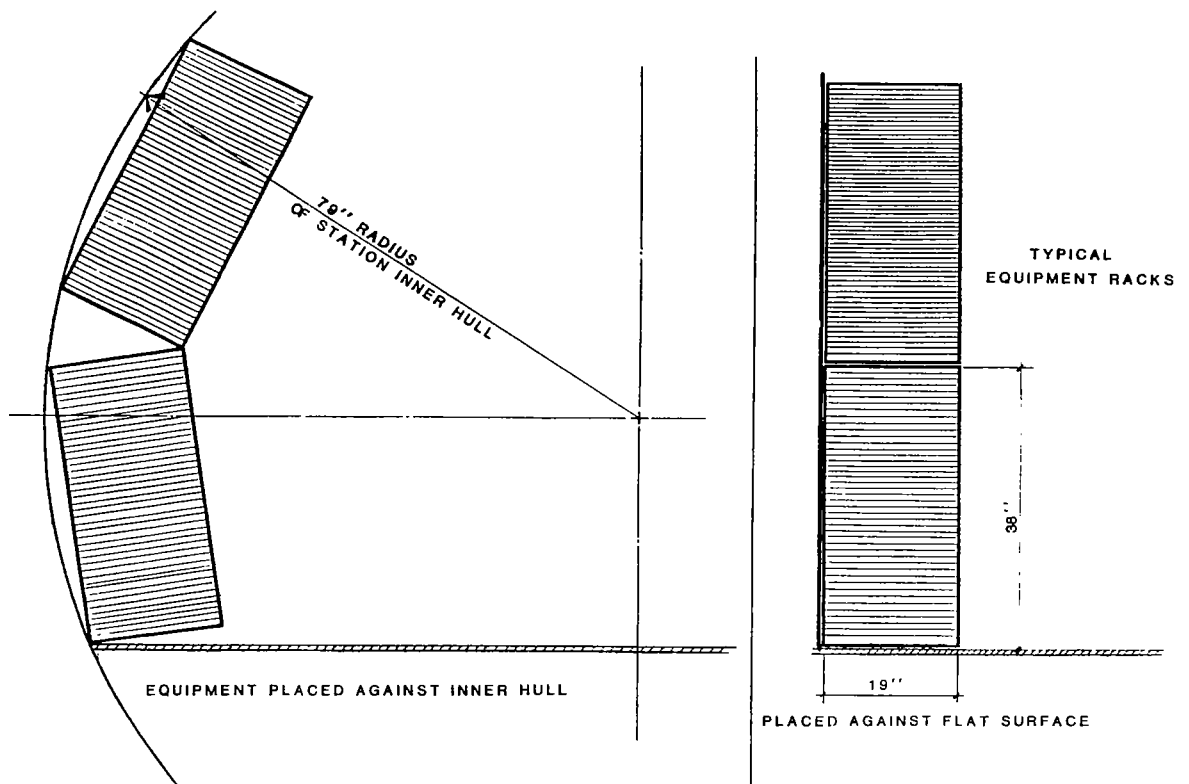 79'' RADIUS
OF STATION INNER HULL
EQUIPMENT PLACED AGAINST INNER HULL
TYPICAL
EQUIPMENT RACKS
38''
19''
PLACED AGAINST FLAT SURFACE